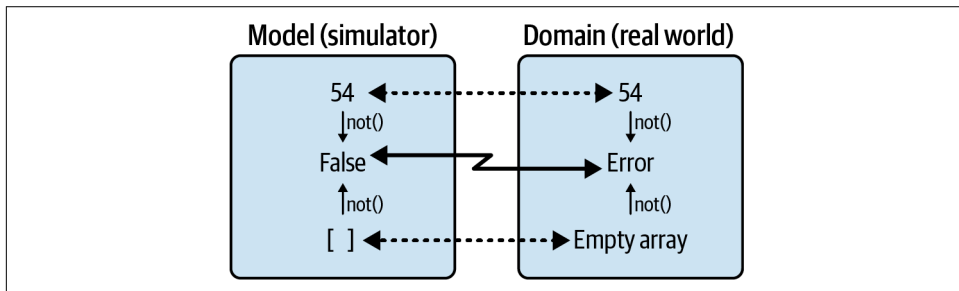 Model (simulator) Domain (real world)
54 54
not() not()
False Error
not() not()
[ ] Empty array